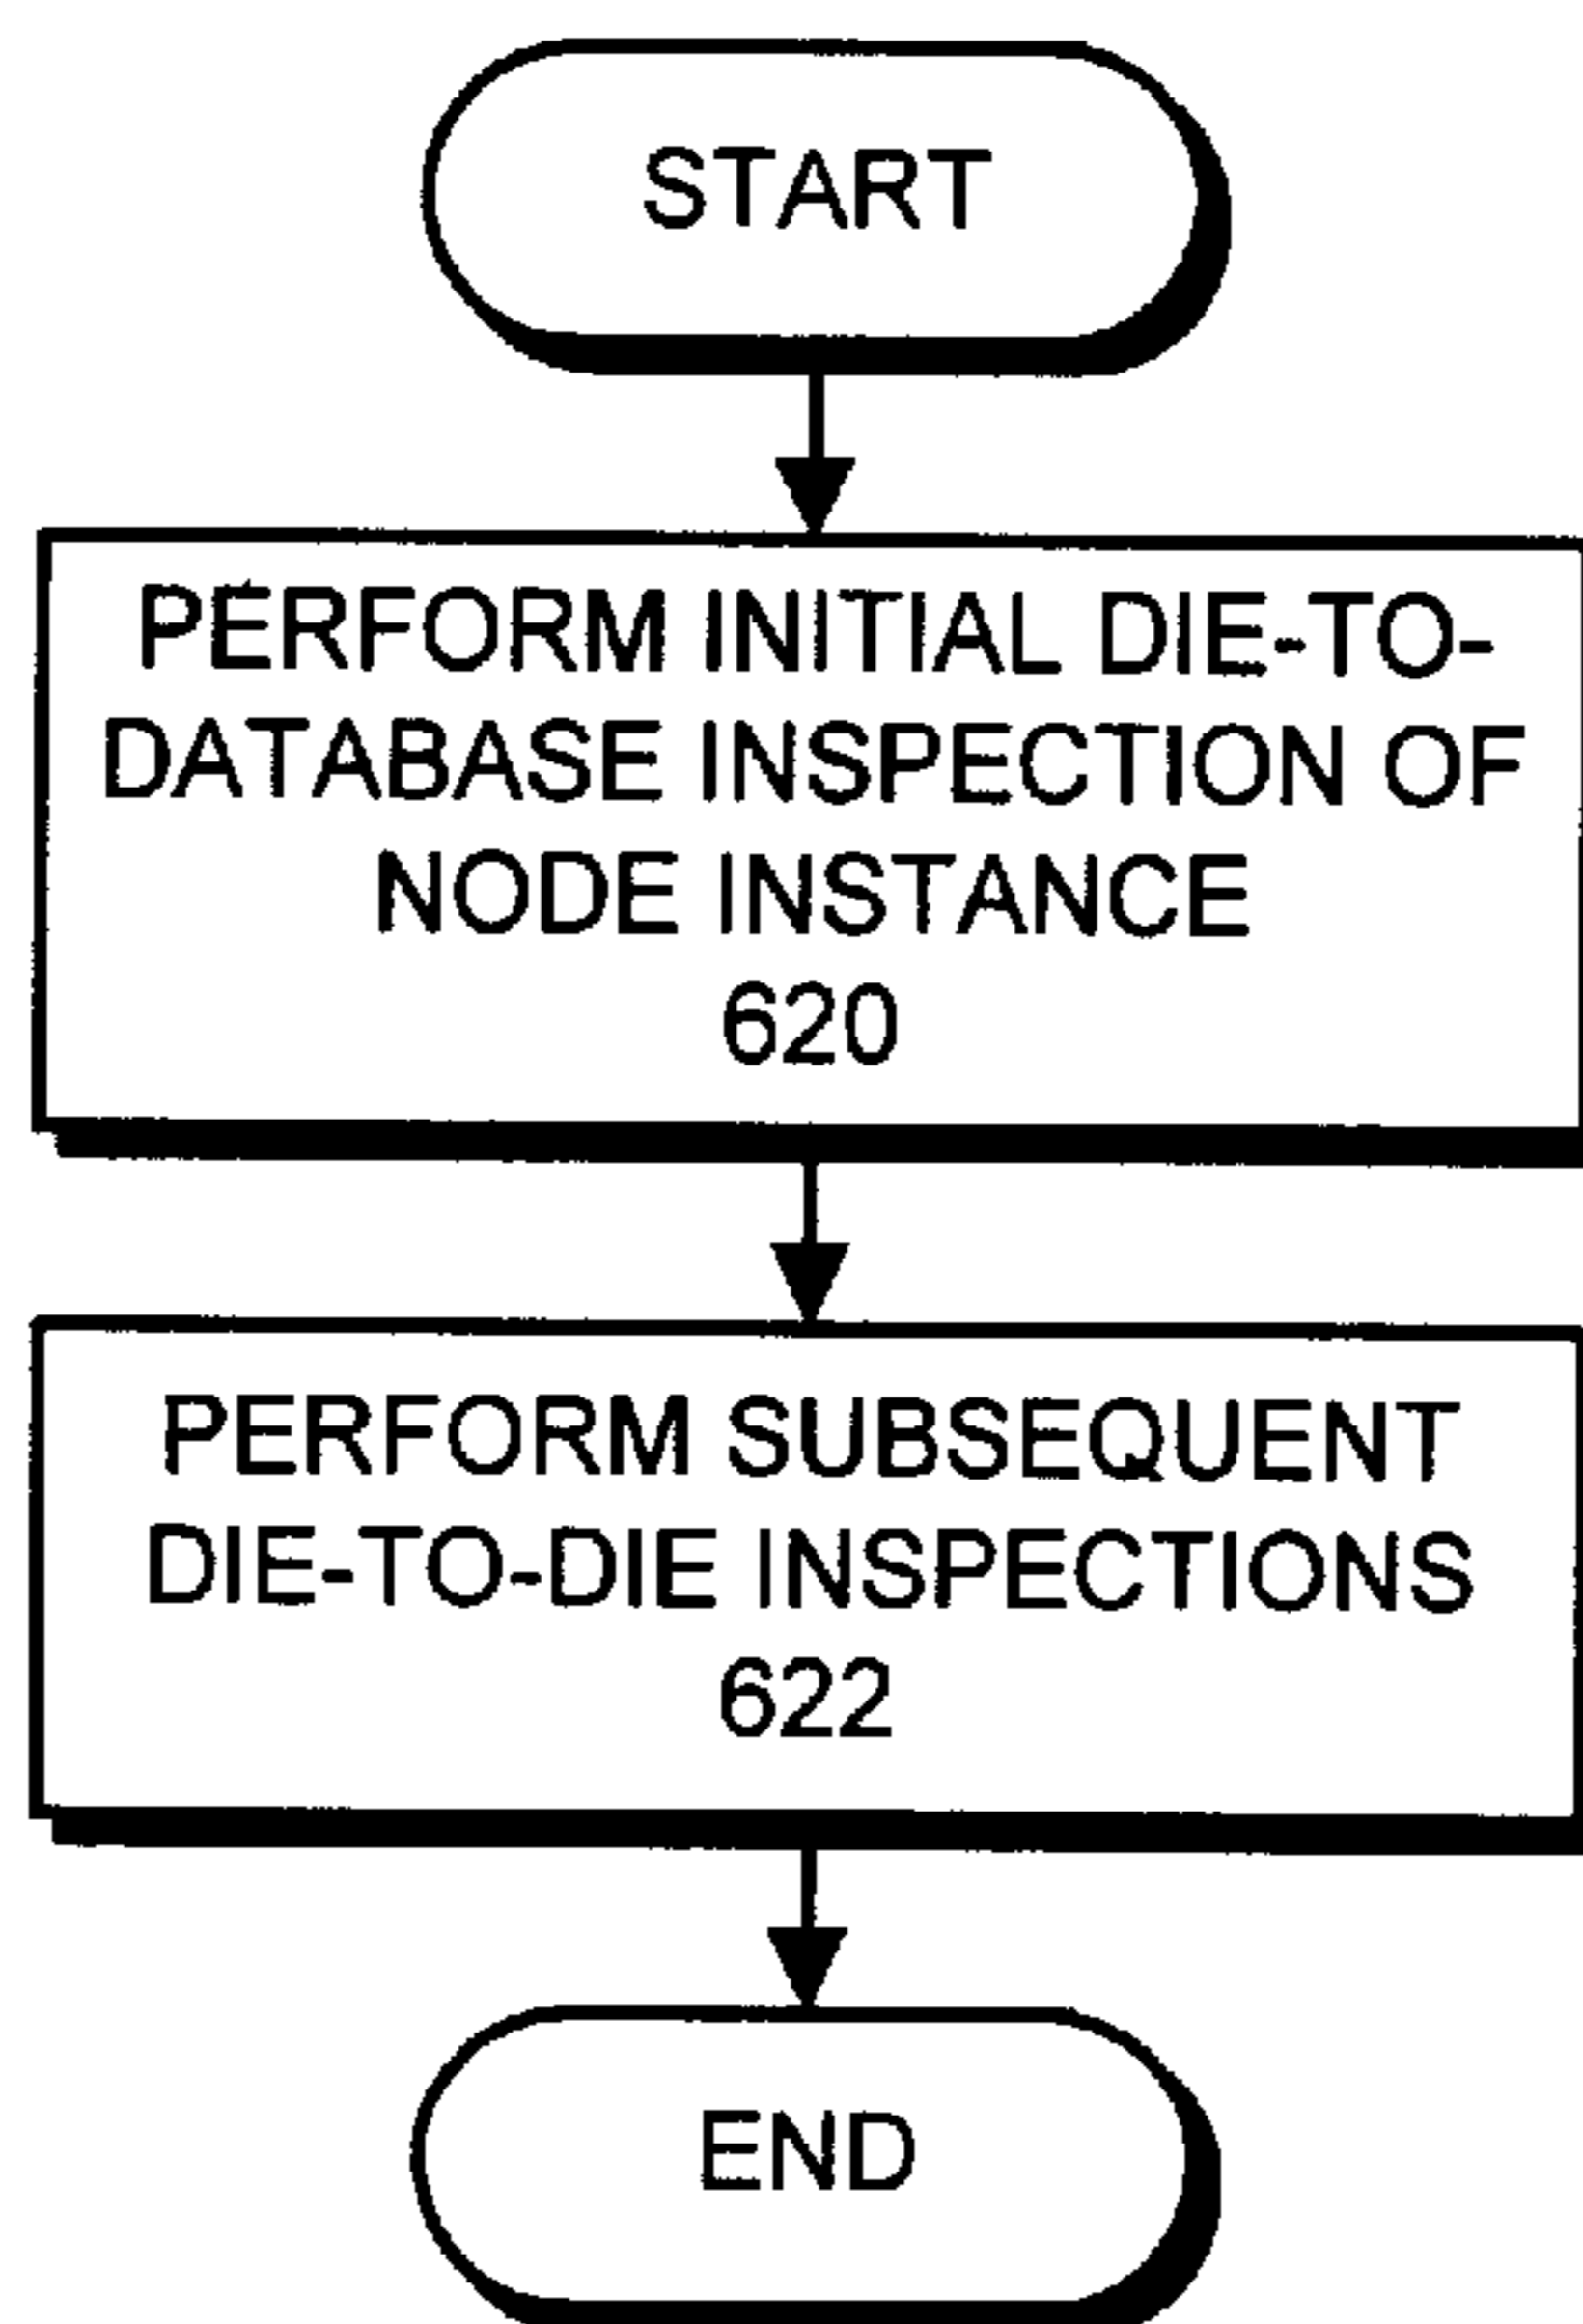 START
PERFORM INITIAL DIE-TO-
DATABASE INSPECTION OF
NODE INSTANCE
620
PERFORM SUBSEQUENT
DIE-TO-DIE INSPECTIONS
622
END